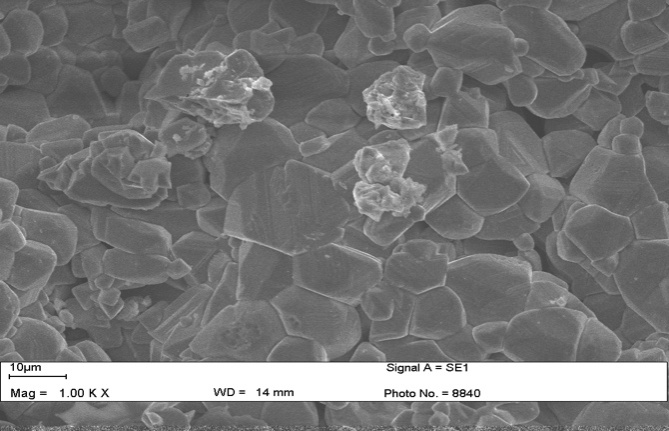 10µm
Signal A = SE1
Mag = 1.00 K X
WD = 14 mm
Photo No. = 8840